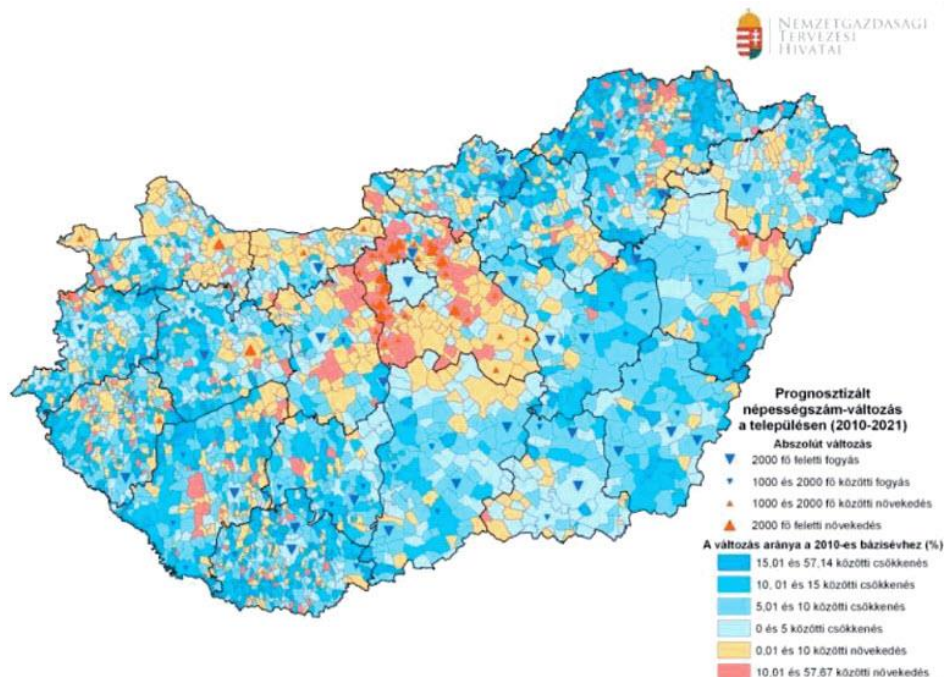 NEMZETGAZDASÁGI
TERVEZÉSI
HIVATAL
Prognosztizált
népességszám-változás
a településen (2010-2021)
Abszolút változás
2000 fő feletti fogyás
1000 és 2000 fő közötti fogyás
1000 és 2000 fő közötti növekedés
2000 fő feletti növekedés
A változás aránya a 2010-es bázisévhez (%)
15,01 és 57,14 közötti csökkenés
10, 01 és 15 közötti csökkenés
5,01 és 10 közötti csökkenés
0 és 5 közötti csökkenés
0,01 és 10 közötti növekedés
10,01 és 57,67 közötti növekedés